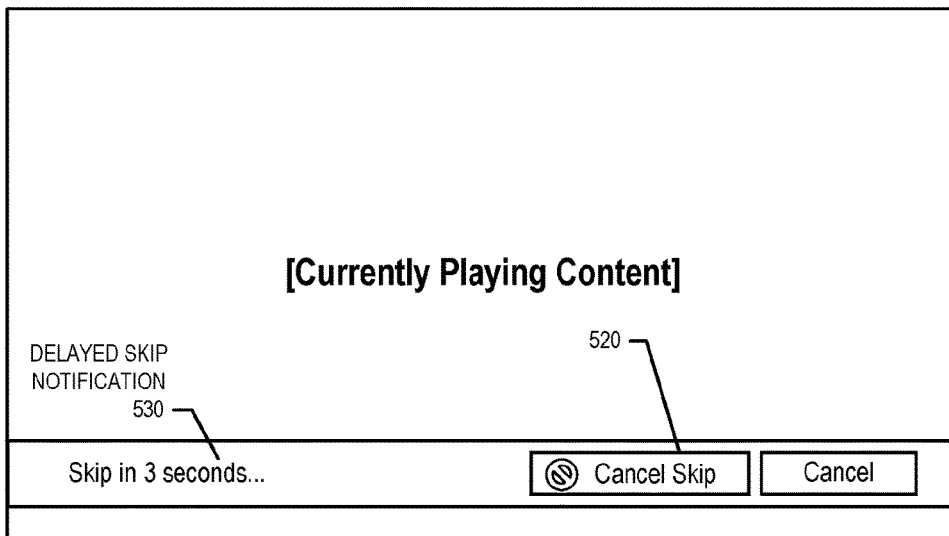 [Currently Playing Content]
520
DELAYED SKIP
NOTIFICATION
530
Skip in 3 seconds...
Cancel Skip
Cancel